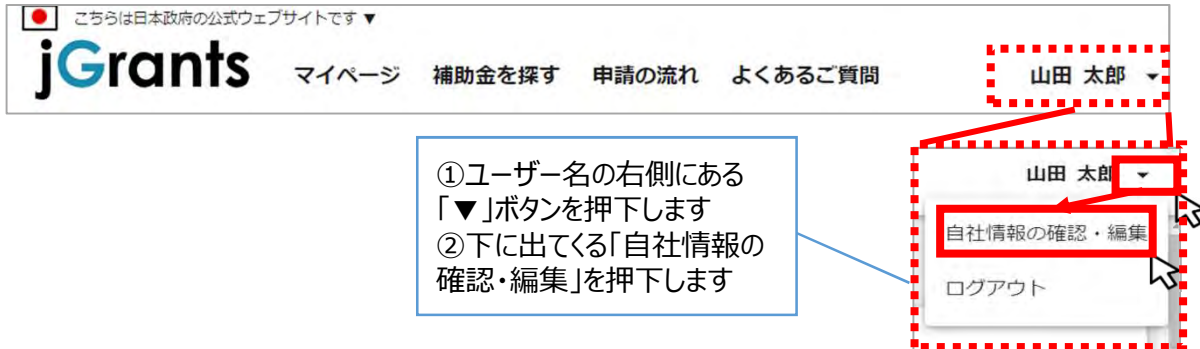 こちらは日本政府の公式ウェブサイトです ▼
jGrants マイページ 補助金を探す 申請の流れ よくあるご質問 山田 太郎 ▼
①ユーザー名の右側にある
「▼」ボタンを押下します
②下に出てくる「自社情報の
確認・編集」を押下します
山田 太郎 ▼
自社情報の確認・編集
ログアウト